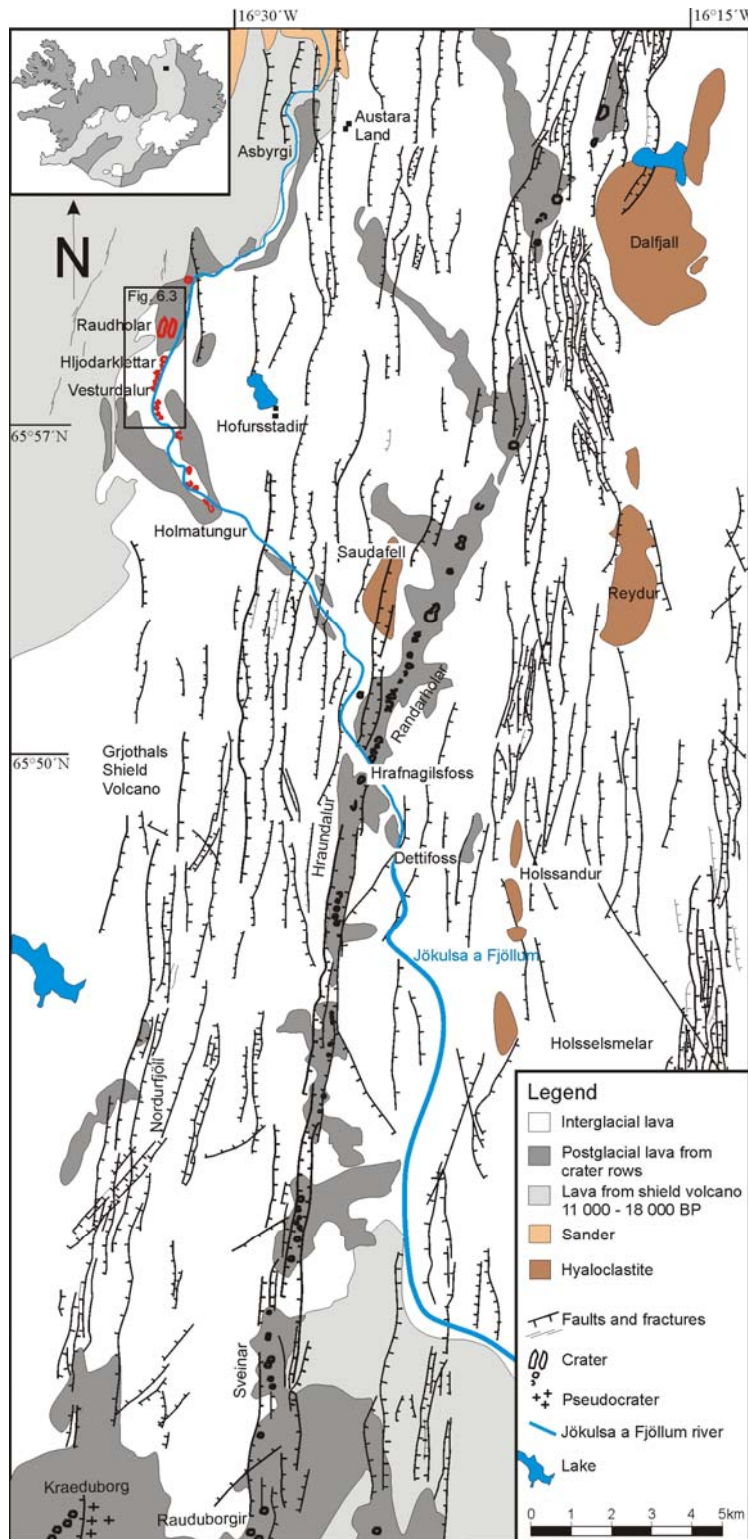 16°30´W
16°15´W
Austara
Land
Asbyrgi
N
Dalfjall
Fig. 6.3
Raudholar
Hljodarklettar
Vesturdalur
65°57´N
Hofursstadir
Holmatungur
Saudafell
Reydur
Randarholar
65°50´N
Grjothals
Shield
Volcano
Hrafnagilsfoss
Hraundalur
Dettifoss
Holssandur
Jökulsa a Fjöllum
Holsselsmelar
Nordurfjöll
Sveinar
Kraeduborg
Rauduborgir
Legend
Interglacial lava
Postglacial lava from
crater rows
Lava from shield volcano
11 000 - 18 000 BP
Sander
Hyaloclastite
Faults and fractures
Crater
Pseudocrater
Jökulsa a Fjöllum river
Lake
0 1 2 3 4 5km